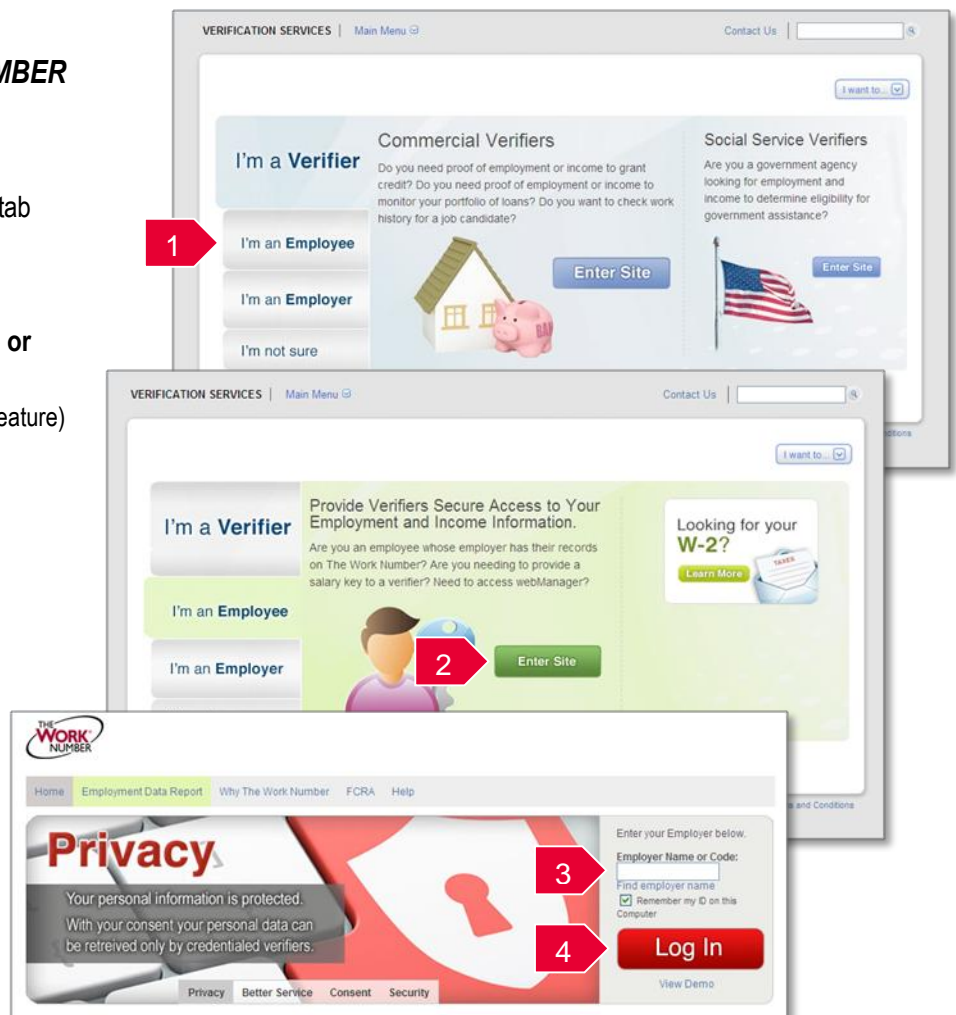 MBER
tab
or
eature)
VERIFICATION SERVICES | Main Menu
Contact Us
I want to...
I'm a Verifier
I'm an Employee
I'm an Employer
I'm not sure
1
Commercial Verifiers
Do you need proof of employment or income to grant
credit? Do you need proof of employment or income to
monitor your portfolio of loans? Do you want to check work
history for a job candidate?
Enter Site
BAN
Social Service Verifiers
Are you a government agency
looking for employment and
income to determine eligibility for
government assistance?
Enter Site
ditions
VERIFICATION SERVICES | Main Menu
Contact Us
I want to...
I'm a Verifier
I'm an Employee
I'm an Employer
Provide Verifiers Secure Access to Your
Employment and Income Information.
Are you an employee whose employer has their records
on The Work Number? Are you needing to provide a
salary key to a verifier? Need to access webManager?
2
Enter Site
Looking for your
W-2?
Learn More
TAXES
and Conditions
THE
WORK
NUMBER
Home Employment Data Report Why The Work Number FCRA Help
Privacy
Your personal information is protected.
With your consent your personal data can
be retreived only by credentialed verifiers.
Privacy Better Service Consent Security
Enter your Employer below.
Employer Name or Code:
3
Find employer name
Remember my ID on this
Computer
4
Log In
View Demo